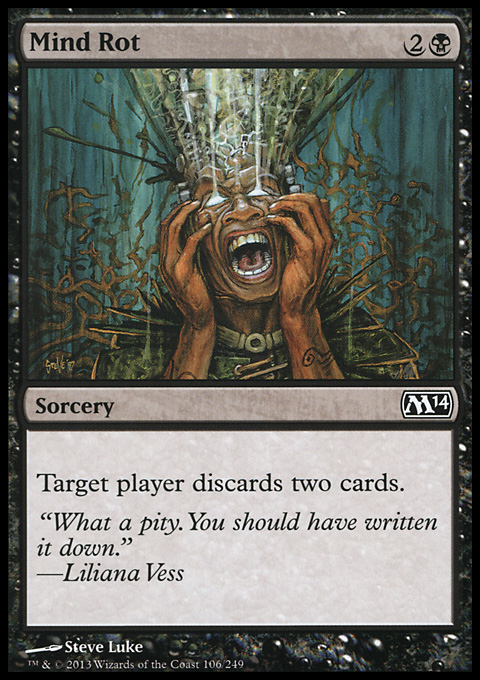 Mind Rot 2
Sorcery M14
Target player discards two cards.
“What a pity. You should have written
it down.”
—Liliana Vess
Steve Luke
™ & © 2013 Wizards of the Coast 106/249